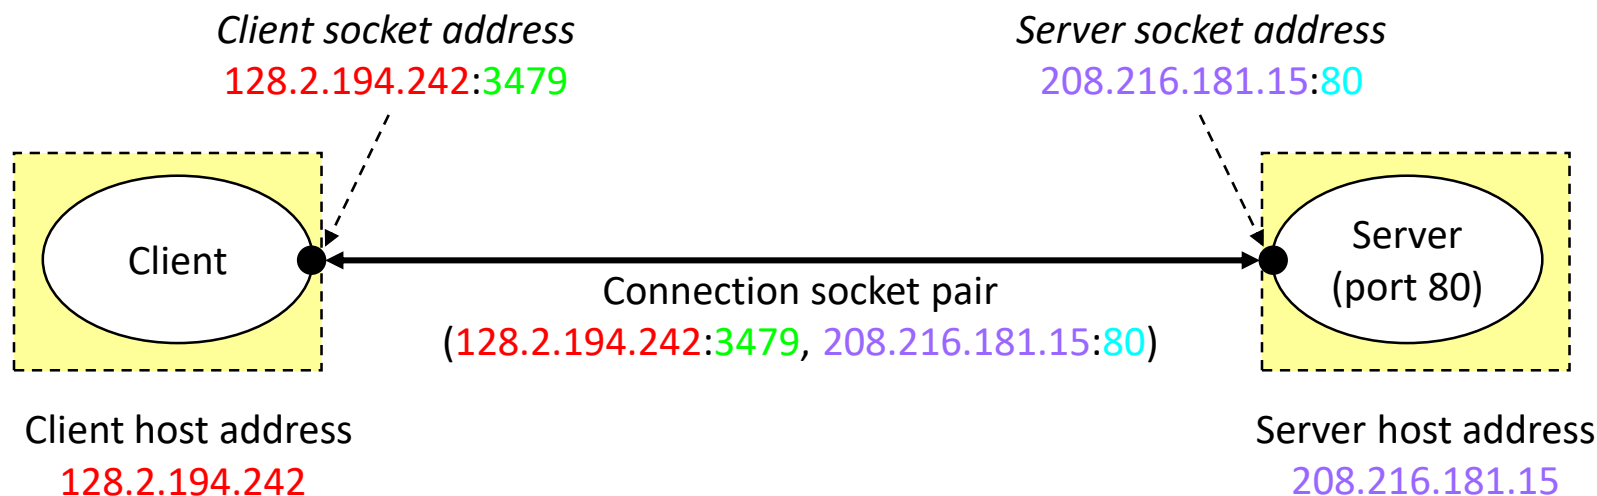 Client socket address
128.2.194.242:3479
Server socket address
208.216.181.15:80
Client
Server
(port 80)
Connection socket pair
(128.2.194.242:3479, 208.216.181.15:80)
Client host address
128.2.194.242
Server host address
208.216.181.15